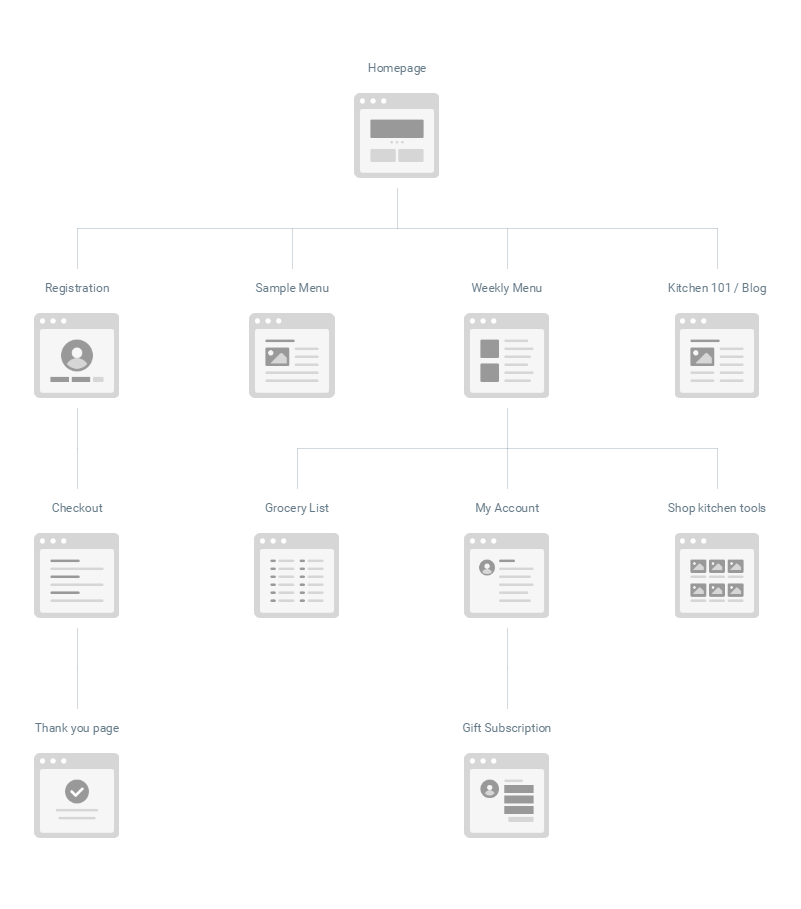 Homepage
Registration
Sample Menu
Weekly Menu
Kitchen 101 / Blog
Checkout
Grocery List
My Account
Shop kitchen tools
Thank you page
Gift Subscription